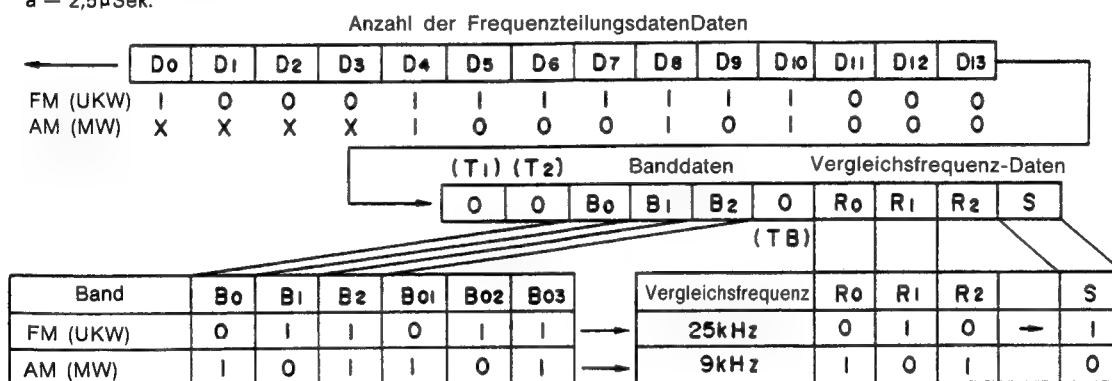 a = 2,5µSek.
Anzahl der FrequenzteilungsdatenDaten
D0 D1 D2 D3 D4 D5 D6 D7 D8 D9 D10 D11 D12 D13
FM (UKW) 1 0 0 0 1 1 1 1 1 1 1 0 0 0
AM (MW) X X X X 1 0 0 0 1 0 1 0 0 0
(T1) (T2) Banddaten Vergleichsfrequenz-Daten
0 0 B0 B1 B2 0 R0 R1 R2 S
(TB)
Band B0 B1 B2 B01 B02 B03 Vergleichsfrequenz R0 R1 R2 S
FM (UKW) 0 1 1 0 1 1 25kHz 0 1 0 1
AM (MW) 1 0 1 1 0 1 9kHz 1 0 1 0